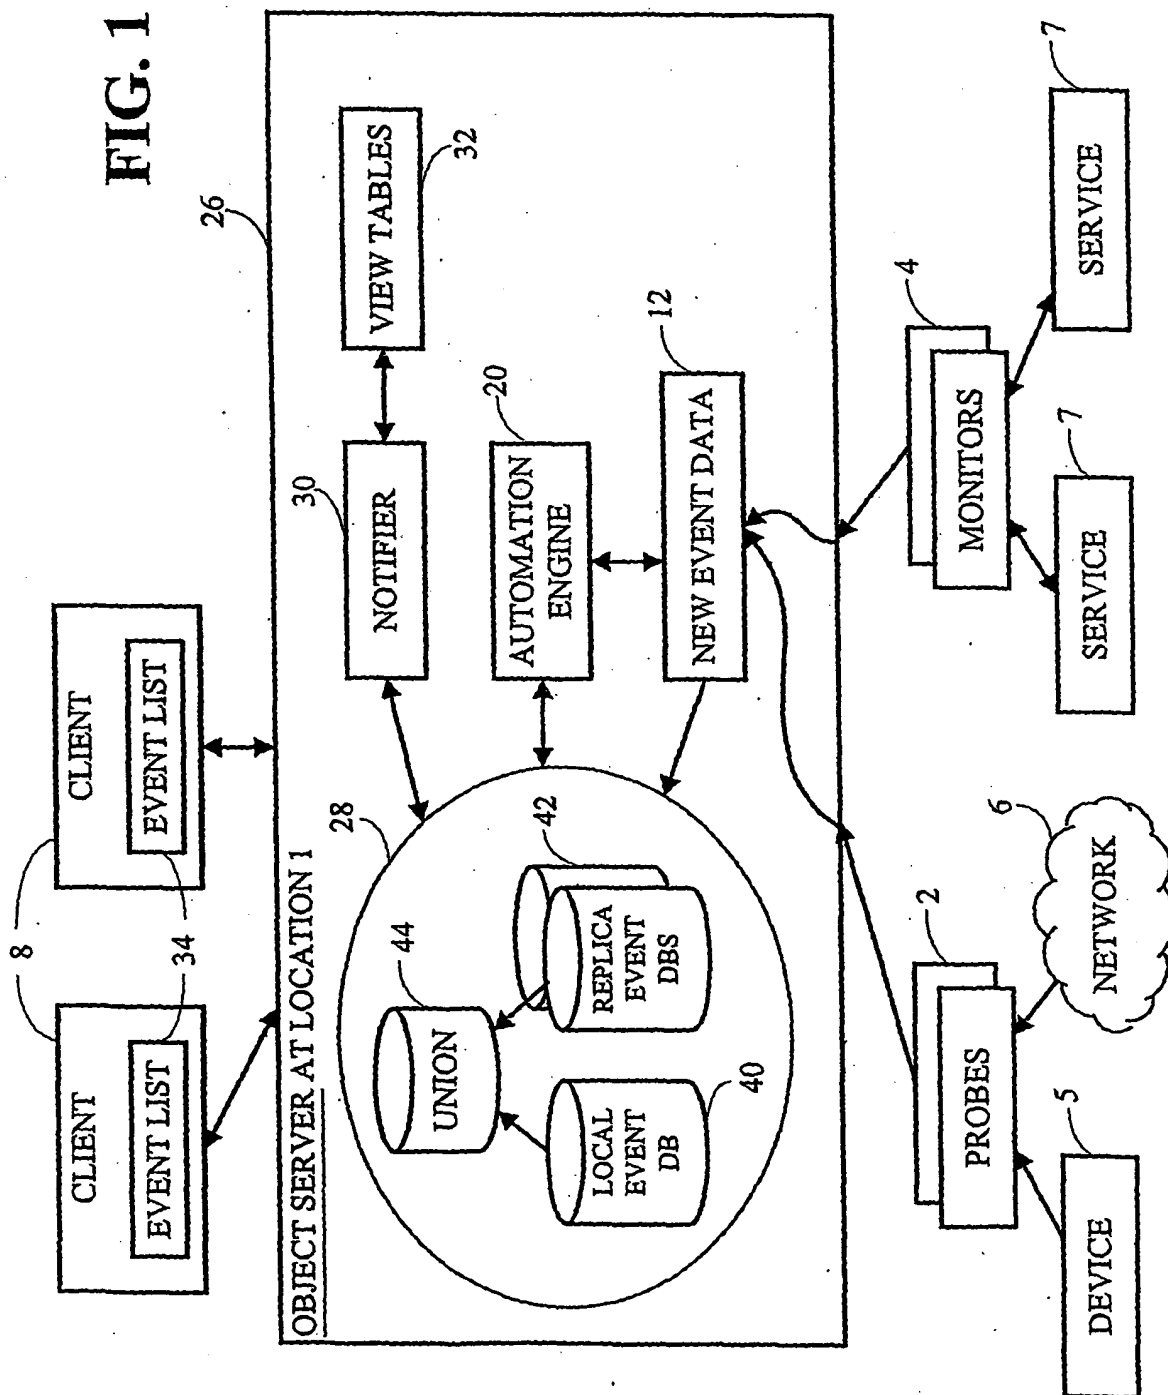 FIG. 1
8
CLIENT
EVENT LIST
34
CLIENT
EVENT LIST
26
OBJECT SERVER AT LOCATION 1
28
44
UNION
42
REPLICA
EVENT
DBS
LOCAL
EVENT
DB
40
30
NOTIFIER
VIEW TABLES
32
20
AUTOMATION
ENGINE
12
NEW EVENT DATA
2
PROBES
5
DEVICE
6
NETWORK
4
MONITORS
7
SERVICE
7
SERVICE